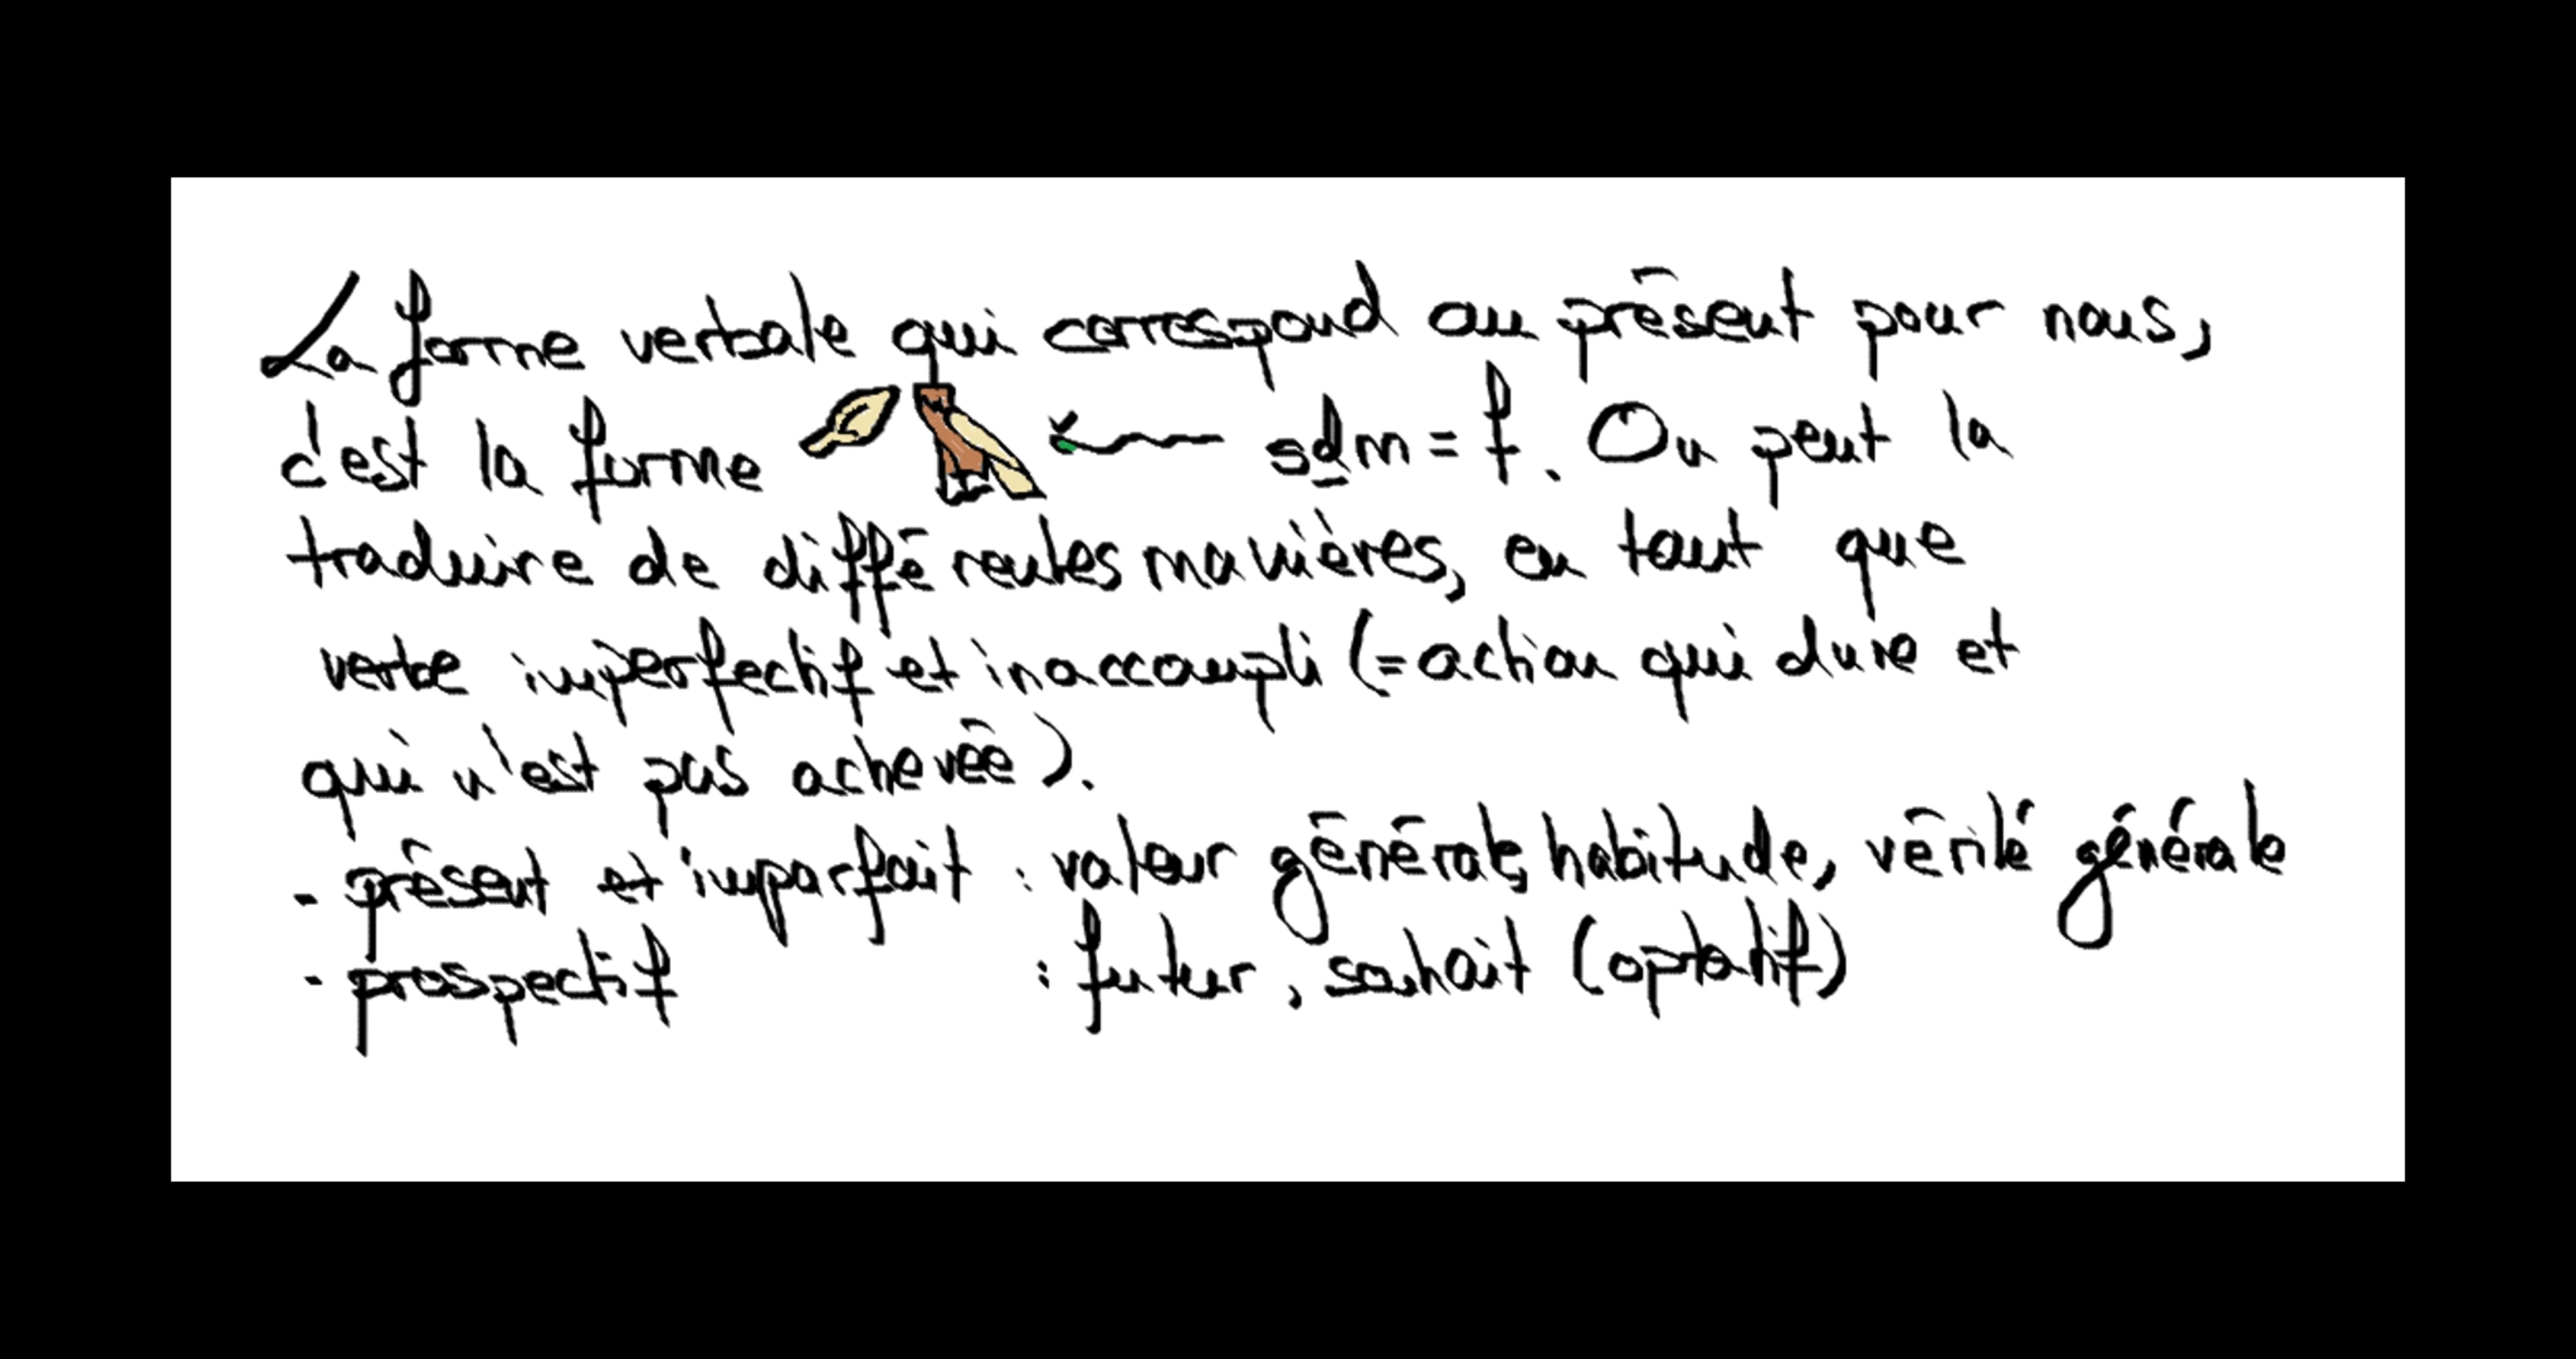 La forme verbale qui correspond au présent pour nous,
c'est la forme 𓄔𓅓𓆑 sḏm = f. On peut la
traduire de différentes manières, en tant que
verbe imperfectif et inaccompli (= action qui dure et
qui n'est pas achevée).
- présent et imparfait : valeur générale, habitude, vérité générale
- prospectif : futur, souhait (optatif)